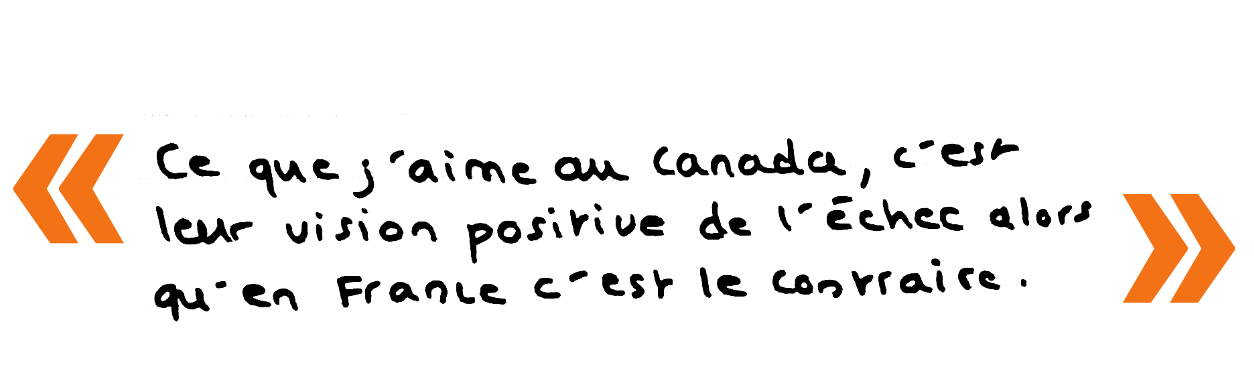 « Ce que j'aime au Canada, c'est
leur vision positive de l'échec alors
qu'en France c'est le contraire. »